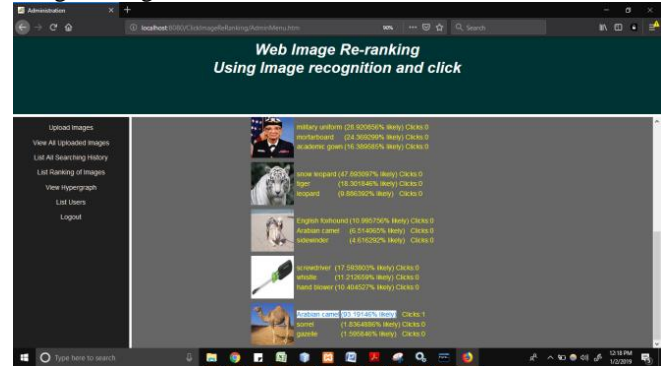 Administration
localhost:8080/ClickImageReRanking/AdminMenu.htm
90%
Search
Web Image Re-ranking
Using Image recognition and click
Upload Images
View All Uploaded Images
List All Searching History
List Ranking of Images
View Hypergraph
List Users
Logout
military uniform (28.920656% likely) Clicks:0
mortarboard (24.369299% likely) Clicks:0
academic gown (16.389585% likely) Clicks:0
snow leopard (47.893097% likely) Clicks:0
tiger (18.301846% likely) Clicks:0
leopard (9.886392% likely) Clicks:0
English foxhound (10.995756% likely) Clicks:0
Arabian camel (6.514065% likely) Clicks:0
sidewinder (4.616292% likely) Clicks:0
screwdriver (17.593803% likely) Clicks:0
whistle (11.212659% likely) Clicks:0
hand blower (10.404527% likely) Clicks:0
Arabian camel (93.19146% likely) Clicks:1
sorrel (1.8364986% likely) Clicks:0
gazelle (1.595846% likely) Clicks:0
Type here to search
12:18 PM
1/2/2019